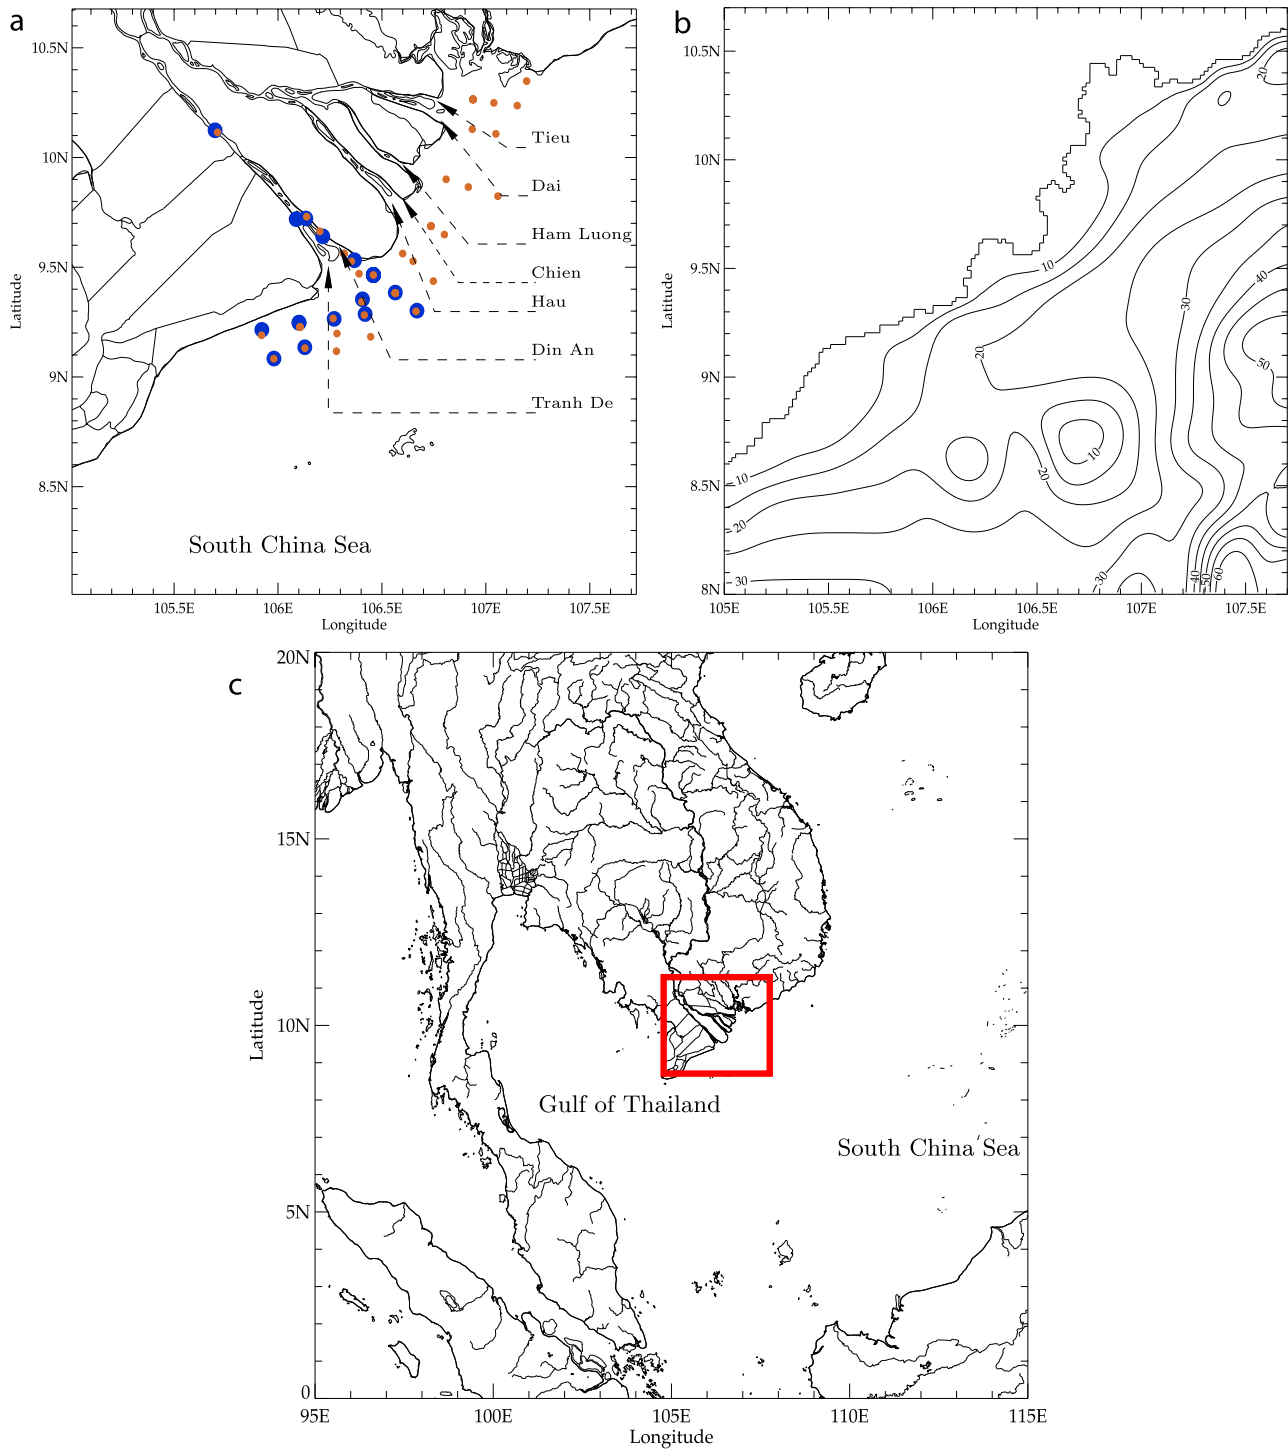 a
10.5N
10N
9.5N
9N
8.5N
Latitude
105.5E
106E
106.5E
107E
107.5E
Longitude
Tieu
Dai
Ham Luong
Chien
Hau
Din An
Tranh De
South China Sea
b
10.5N
10N
9.5N
9N
8.5N
8N
Latitude
105E
105.5E
106E
106.5E
107E
107.5E
Longitude
20
10
30
40
20
50
10
20
10
20
30
30
40
50
60
c
20N
15N
10N
5N
0
Latitude
95E
100E
105E
110E
115E
Longitude
Gulf of Thailand
South China Sea